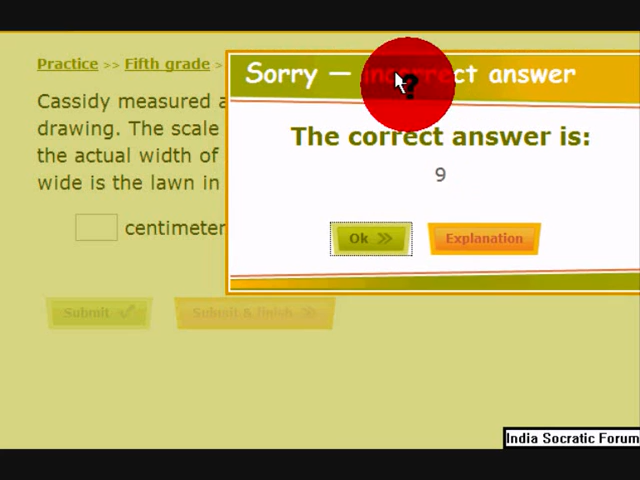 Practice >> Fifth grade >
Sorry — incorrect answer
Cassidy measured a
drawing. The scale
the actual width of
wide is the lawn in
The correct answer is:
9
centimeter
Ok
Explanation
Submit
Submit & finish
India Socratic Forum